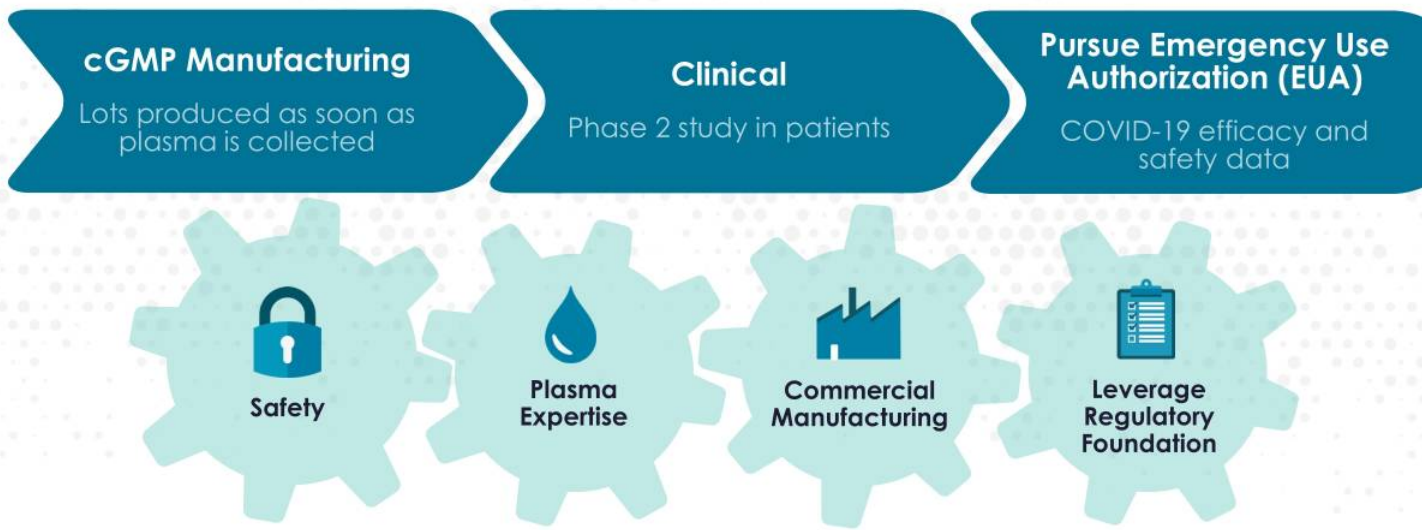 cGMP Manufacturing
Lots produced as soon as
plasma is collected
Clinical
Phase 2 study in patients
Pursue Emergency Use
Authorization (EUA)
COVID-19 efficacy and
safety data
Safety
Plasma
Expertise
Commercial
Manufacturing
Leverage
Regulatory
Foundation